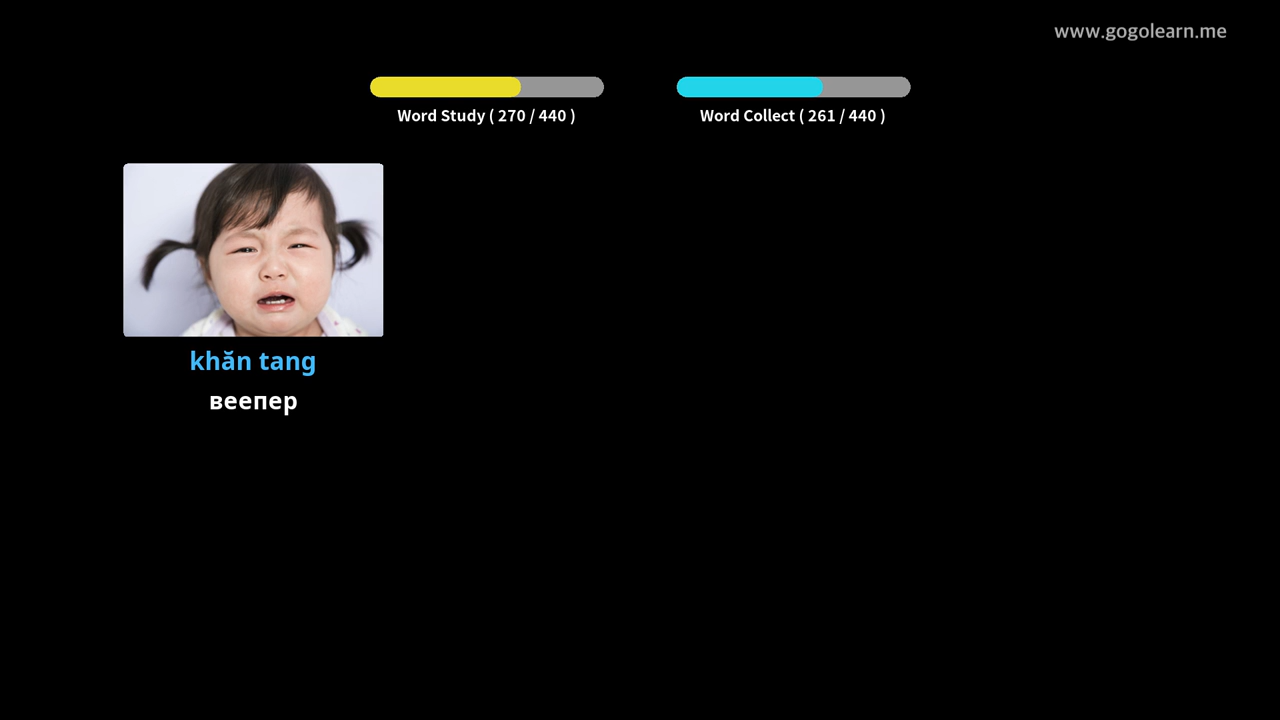 www.gogolearn.me
Word Study ( 270 / 440 )
Word Collect ( 261 / 440 )
khăn tang
веепер